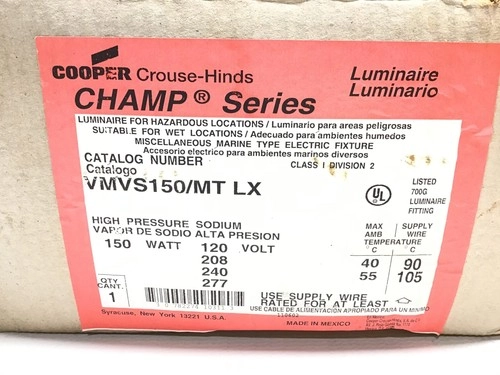 COOPER Crouse-Hinds
Luminaire
Luminario
CHAMP® Series
LUMINAIRE FOR HAZARDOUS LOCATIONS / Luminario para areas peligrosas
SUITABLE FOR WET LOCATIONS / Adecuado para ambientes humedos
MISCELLANEOUS MARINE TYPE ELECTRIC FIXTURE
Accesorio electrico para ambientes marinos diversos
CATALOG NUMBER
CLASS I DIVISION 2
Catalogo
VMVS150/MT LX
UL
LISTED
700G
LUMINAIRE
FITTING
HIGH PRESSURE SODIUM
VAPOR DE SODIO ALTA PRESION
150 WATT 120 VOLT
208
240
277
MAX AMB
SUPPLY WIRE
TEMPERATURE
°C °C
40 90
55 105
QTY
CANT.
1
USE SUPPLY WIRE
RATED FOR AT LEAST
USE CABLE DE ALIMENTACIÓN APROPIADO PARA UN MINIMO
Syracuse, New York 13221 U.S.A.
MADE IN MEXICO